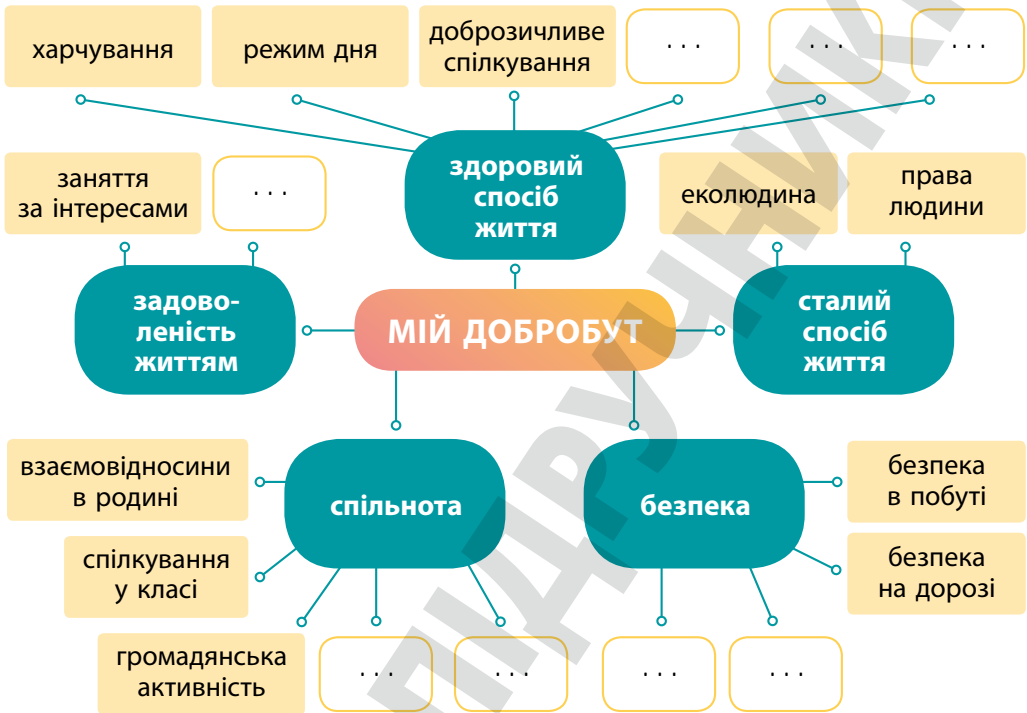 харчування
режим дня
доброзичливе
спілкування
. . .
. . .
. . .
здоровий
спосіб
життя
заняття
за інтересами
. . .
еколюдина
права
людини
задово-
леність
життям
МІЙ ДОБРОБУТ
сталий
спосіб
життя
взаємовідносини
в родині
спільнота
безпека
безпека
в побуті
спілкування
у класі
безпека
на дорозі
громадянська
активність
. . .
. . .
. . .
. . .
ПІДРУЧНИК